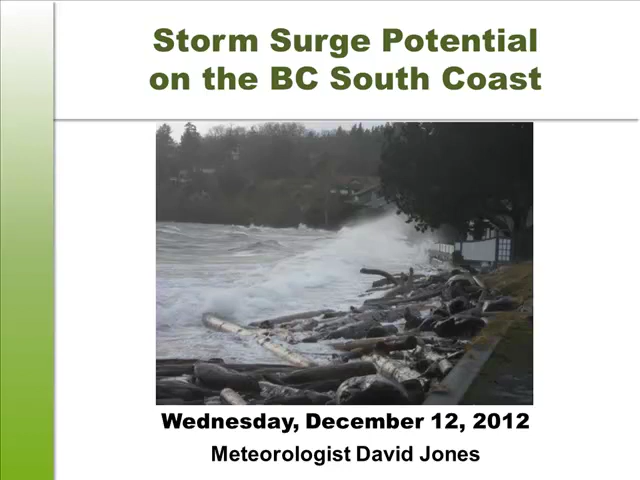 Storm Surge Potential
on the BC South Coast
Wednesday, December 12, 2012
Meteorologist David Jones